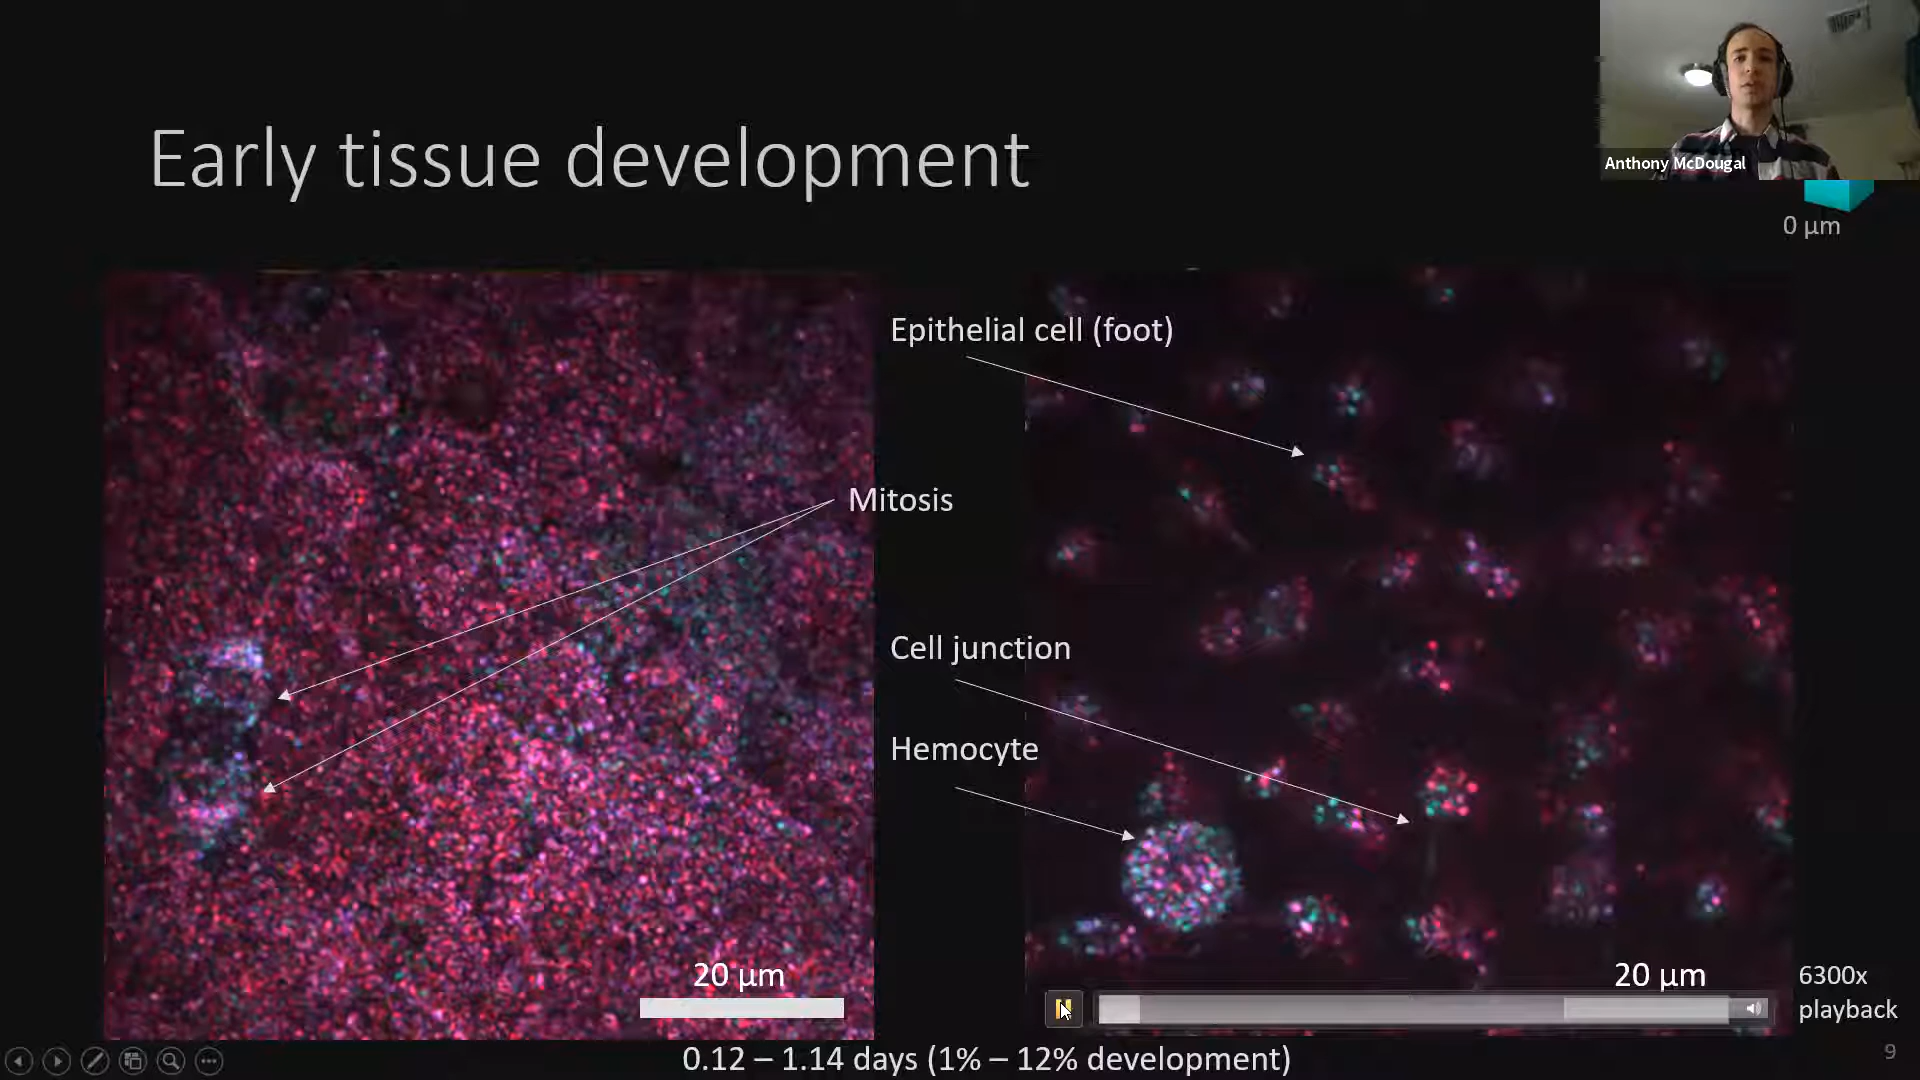 Early tissue development
Anthony McDougal
0 µm
Epithelial cell (foot)
Mitosis
Cell junction
Hemocyte
20 µm
20 µm
6300x
playback
0.12 – 1.14 days (1% – 12% development)
9